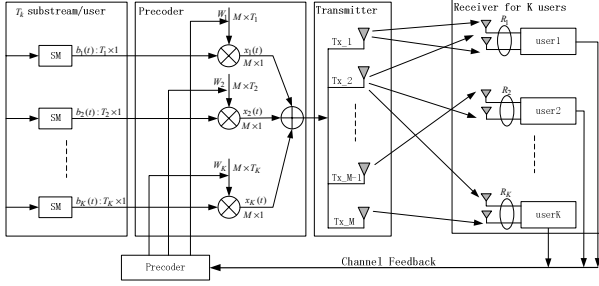 T_k substream/user
Precoder
Transmitter
Receiver for K users
W_1
M×T_1
SM
b_1(t):T_1×1
x_1(t)
M×1
Tx_1
R_1
user1
W_2
M×T_2
SM
b_2(t):T_2×1
x_2(t)
M×1
Tx_2
R_2
user2
W_K
M×T_K
SM
b_K(t):T_K×1
x_K(t)
M×1
Tx_M-1
Tx_M
R_K
userK
Precoder
Channel Feedback